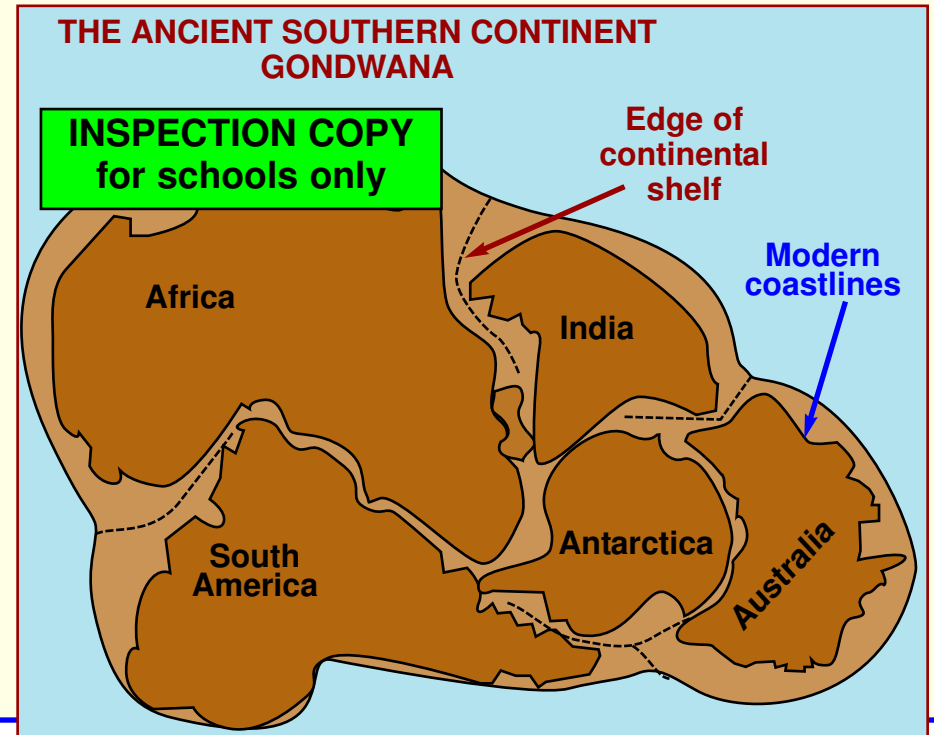 THE ANCIENT SOUTHERN CONTINENT
GONDWANA
INSPECTION COPY
for schools only
Edge of
continental
shelf
Modern
coastlines
Africa
India
South
America
Antarctica
Australia